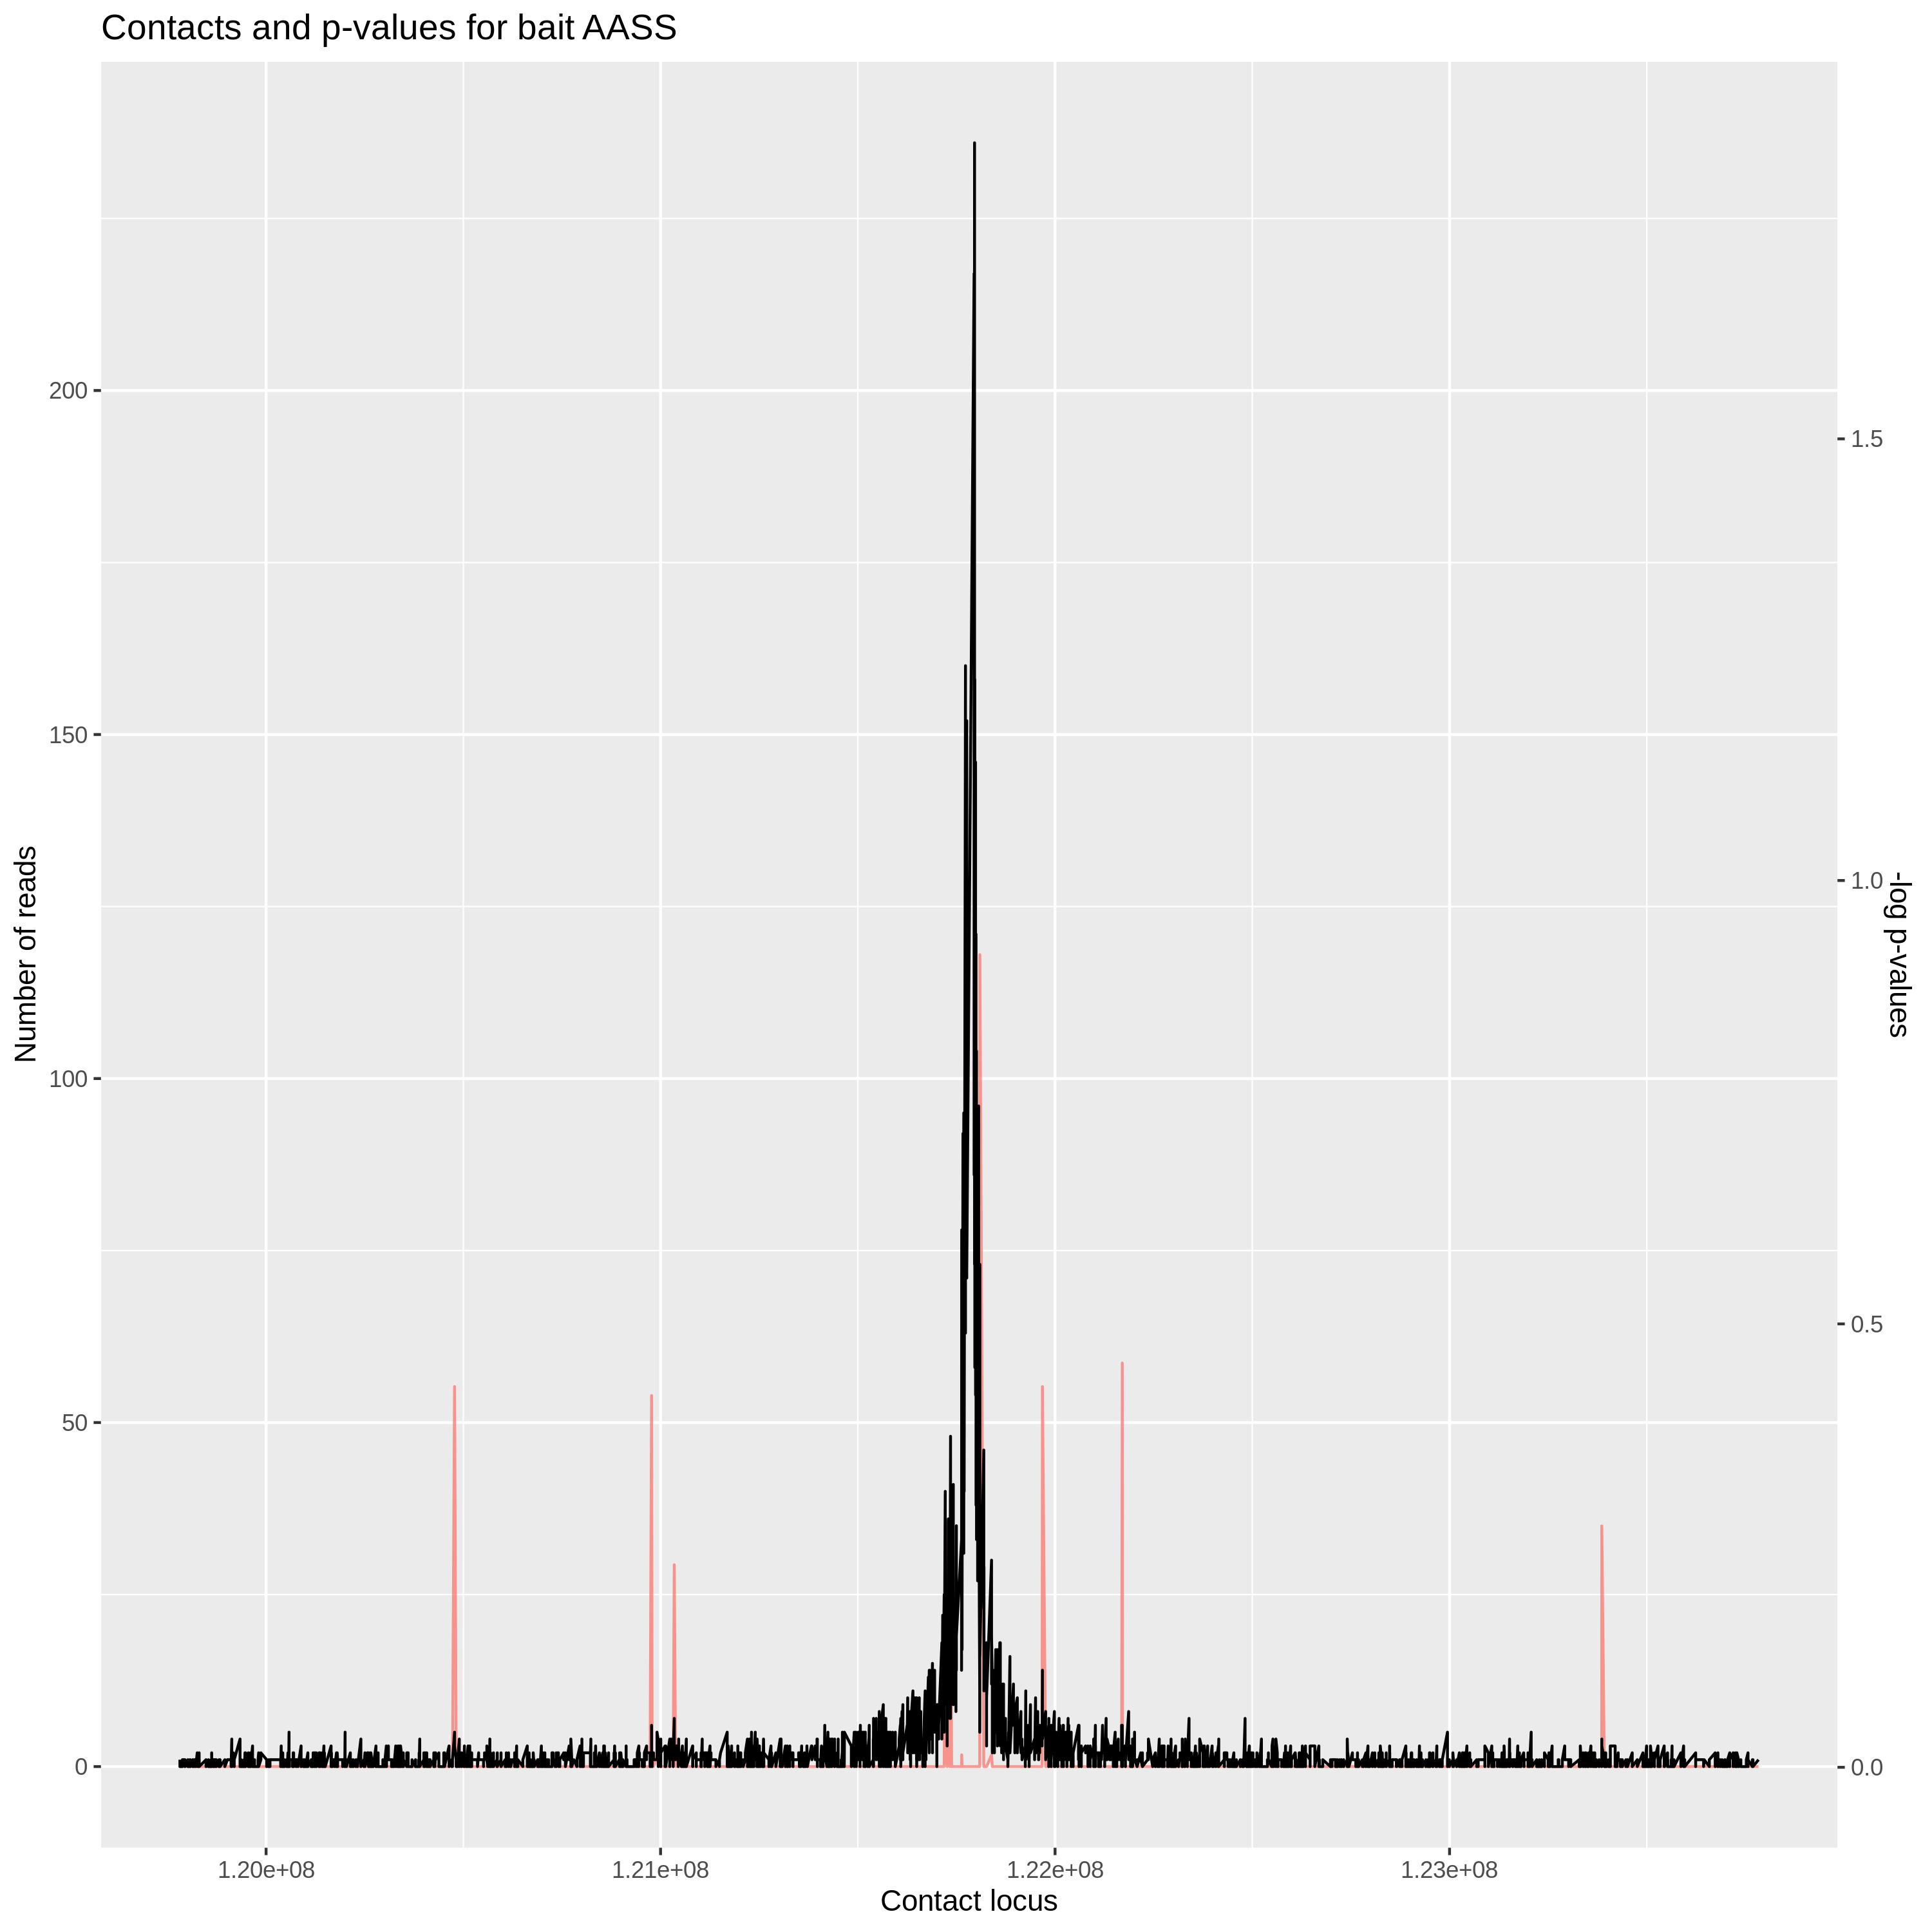 Contacts and p-values for bait AASS
200
150
100
50
0
1.5
1.0
0.5
0.0
Number of reads
-log p-values
1.20e+08
1.21e+08
1.22e+08
1.23e+08
Contact locus